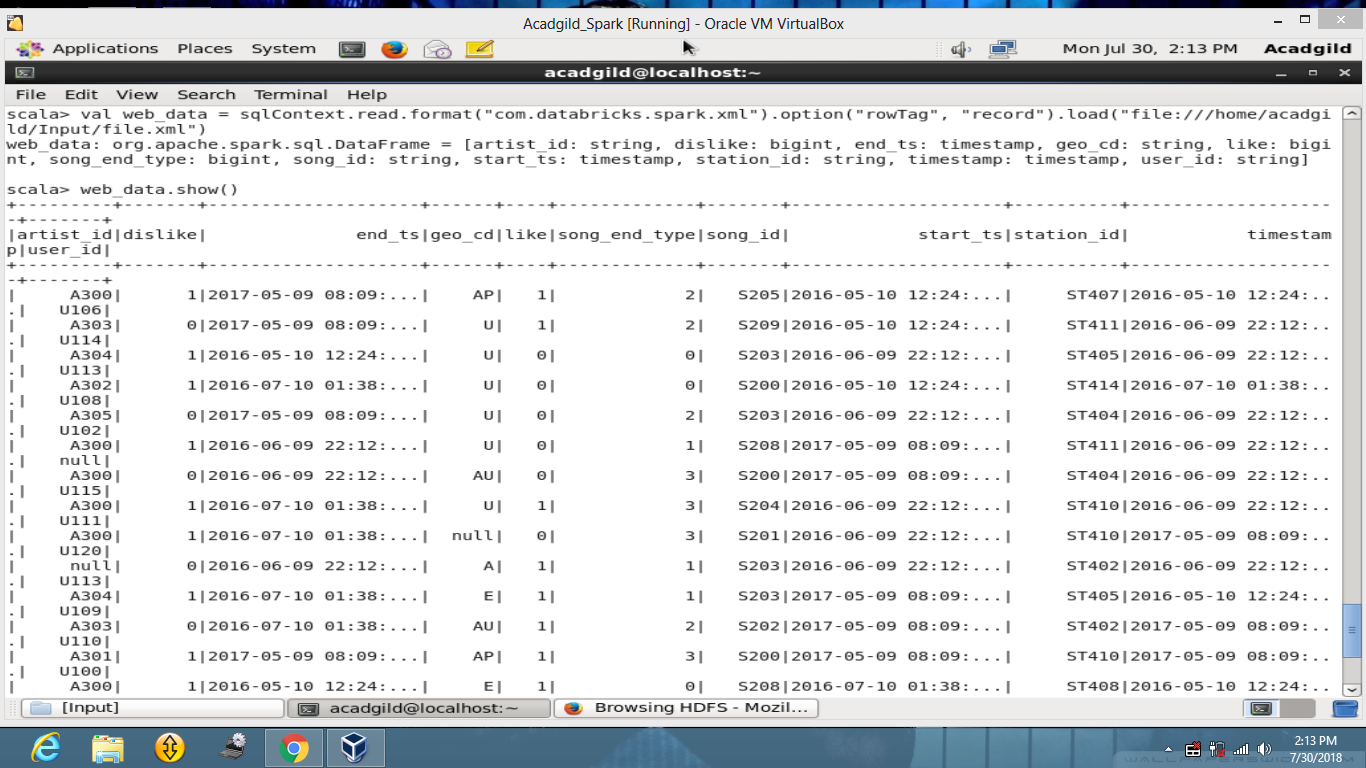 Acadgild_Spark [Running] - Oracle VM VirtualBox
Applications Places System Mon Jul 30, 2:13 PM Acadgild
acadgild@localhost:~
File Edit View Search Terminal Help
scala> val web_data = sqlContext.read.format("com.databricks.spark.xml").option("rowTag", "record").load("file:///home/acadgi
ld/Input/file.xml")
web_data: org.apache.spark.sql.DataFrame = [artist_id: string, dislike: bigint, end_ts: timestamp, geo_cd: string, like: bigi
nt, song_end_type: bigint, song_id: string, start_ts: timestamp, station_id: string, timestamp: timestamp, user_id: string]
scala> web_data.show()
+---------+-------+--------------------+------+----+-------------+-------+--------------------+----------+-------------------
-+-------+
|artist_id|dislike|              end_ts|geo_cd|like|song_end_type|song_id|            start_ts|station_id|           timestam
p|user_id|
+---------+-------+--------------------+------+----+-------------+-------+--------------------+----------+-------------------
-+-------+
|     A300|      1|2017-05-09 08:09:...|    AP|   1|            2|   S205|2016-05-10 12:24:...|     ST407|2016-05-10 12:24:..
.|   U106|
|     A303|      0|2017-05-09 08:09:...|     U|   1|            2|   S209|2016-05-10 12:24:...|     ST411|2016-06-09 22:12:..
.|   U114|
|     A304|      1|2016-05-10 12:24:...|     U|   0|            0|   S203|2016-06-09 22:12:...|     ST405|2016-06-09 22:12:..
.|   U113|
|     A302|      1|2016-07-10 01:38:...|     U|   0|            0|   S200|2016-05-10 12:24:...|     ST414|2016-07-10 01:38:..
.|   U108|
|     A305|      0|2017-05-09 08:09:...|     U|   0|            2|   S203|2016-06-09 22:12:...|     ST404|2016-06-09 22:12:..
.|   U102|
|     A300|      1|2016-06-09 22:12:...|     U|   0|            1|   S208|2017-05-09 08:09:...|     ST411|2016-06-09 22:12:..
.|   null|
|     A300|      0|2016-06-09 22:12:...|    AU|   0|            3|   S200|2017-05-09 08:09:...|     ST404|2016-06-09 22:12:..
.|   U115|
|     A300|      1|2016-07-10 01:38:...|     U|   1|            3|   S204|2016-07-10 01:38:...|     ST410|2016-06-09 22:12:..
.|   U111|
|     A300|      1|2016-07-10 01:38:...|  null|   0|            3|   S201|2016-06-09 22:12:...|     ST410|2017-05-09 08:09:..
.|   U120|
|     null|      0|2016-06-09 22:12:...|     A|   1|            1|   S203|2016-06-09 22:12:...|     ST402|2016-06-09 22:12:..
.|   U113|
|     A304|      1|2016-07-10 01:38:...|     E|   1|            1|   S203|2017-05-09 08:09:...|     ST405|2016-05-10 12:24:..
.|   U109|
|     A303|      0|2016-07-10 01:38:...|    AU|   1|            2|   S202|2017-05-09 08:09:...|     ST402|2017-05-09 08:09:..
.|   U110|
|     A301|      1|2017-05-09 08:09:...|    AP|   1|            3|   S200|2017-05-09 08:09:...|     ST410|2017-05-09 08:09:..
.|   U100|
|     A300|      1|2016-05-10 12:24:...|     E|   1|            0|   S208|2016-07-10 01:38:...|     ST408|2016-05-10 12:24:..
[Input] acadgild@localhost:~ Browsing HDFS - Mozil...
2:13 PM
7/30/2018